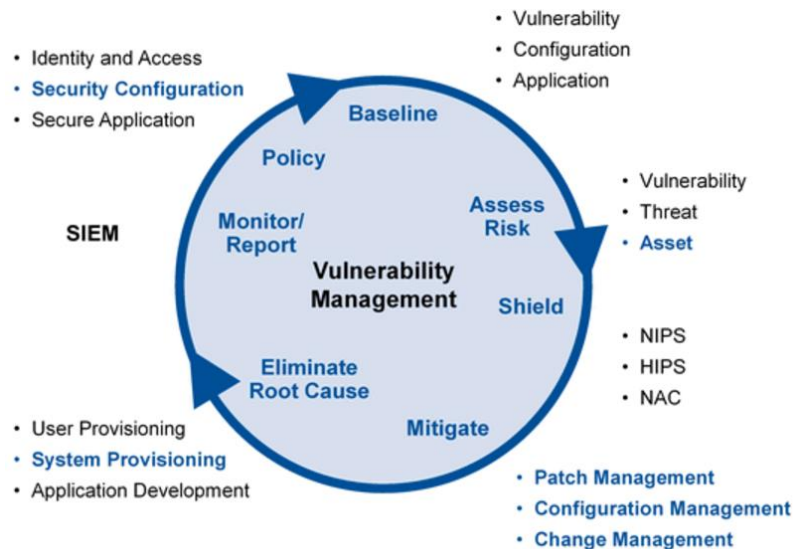 • Vulnerability
• Configuration
• Application
• Identity and Access
• Security Configuration
• Secure Application
Baseline
Policy
• Vulnerability
• Threat
• Asset
Assess
Risk
Monitor/
Report
SIEM
Vulnerability
Management
Shield
• NIPS
• HIPS
• NAC
Eliminate
Root Cause
Mitigate
• User Provisioning
• System Provisioning
• Application Development
• Patch Management
• Configuration Management
• Change Management